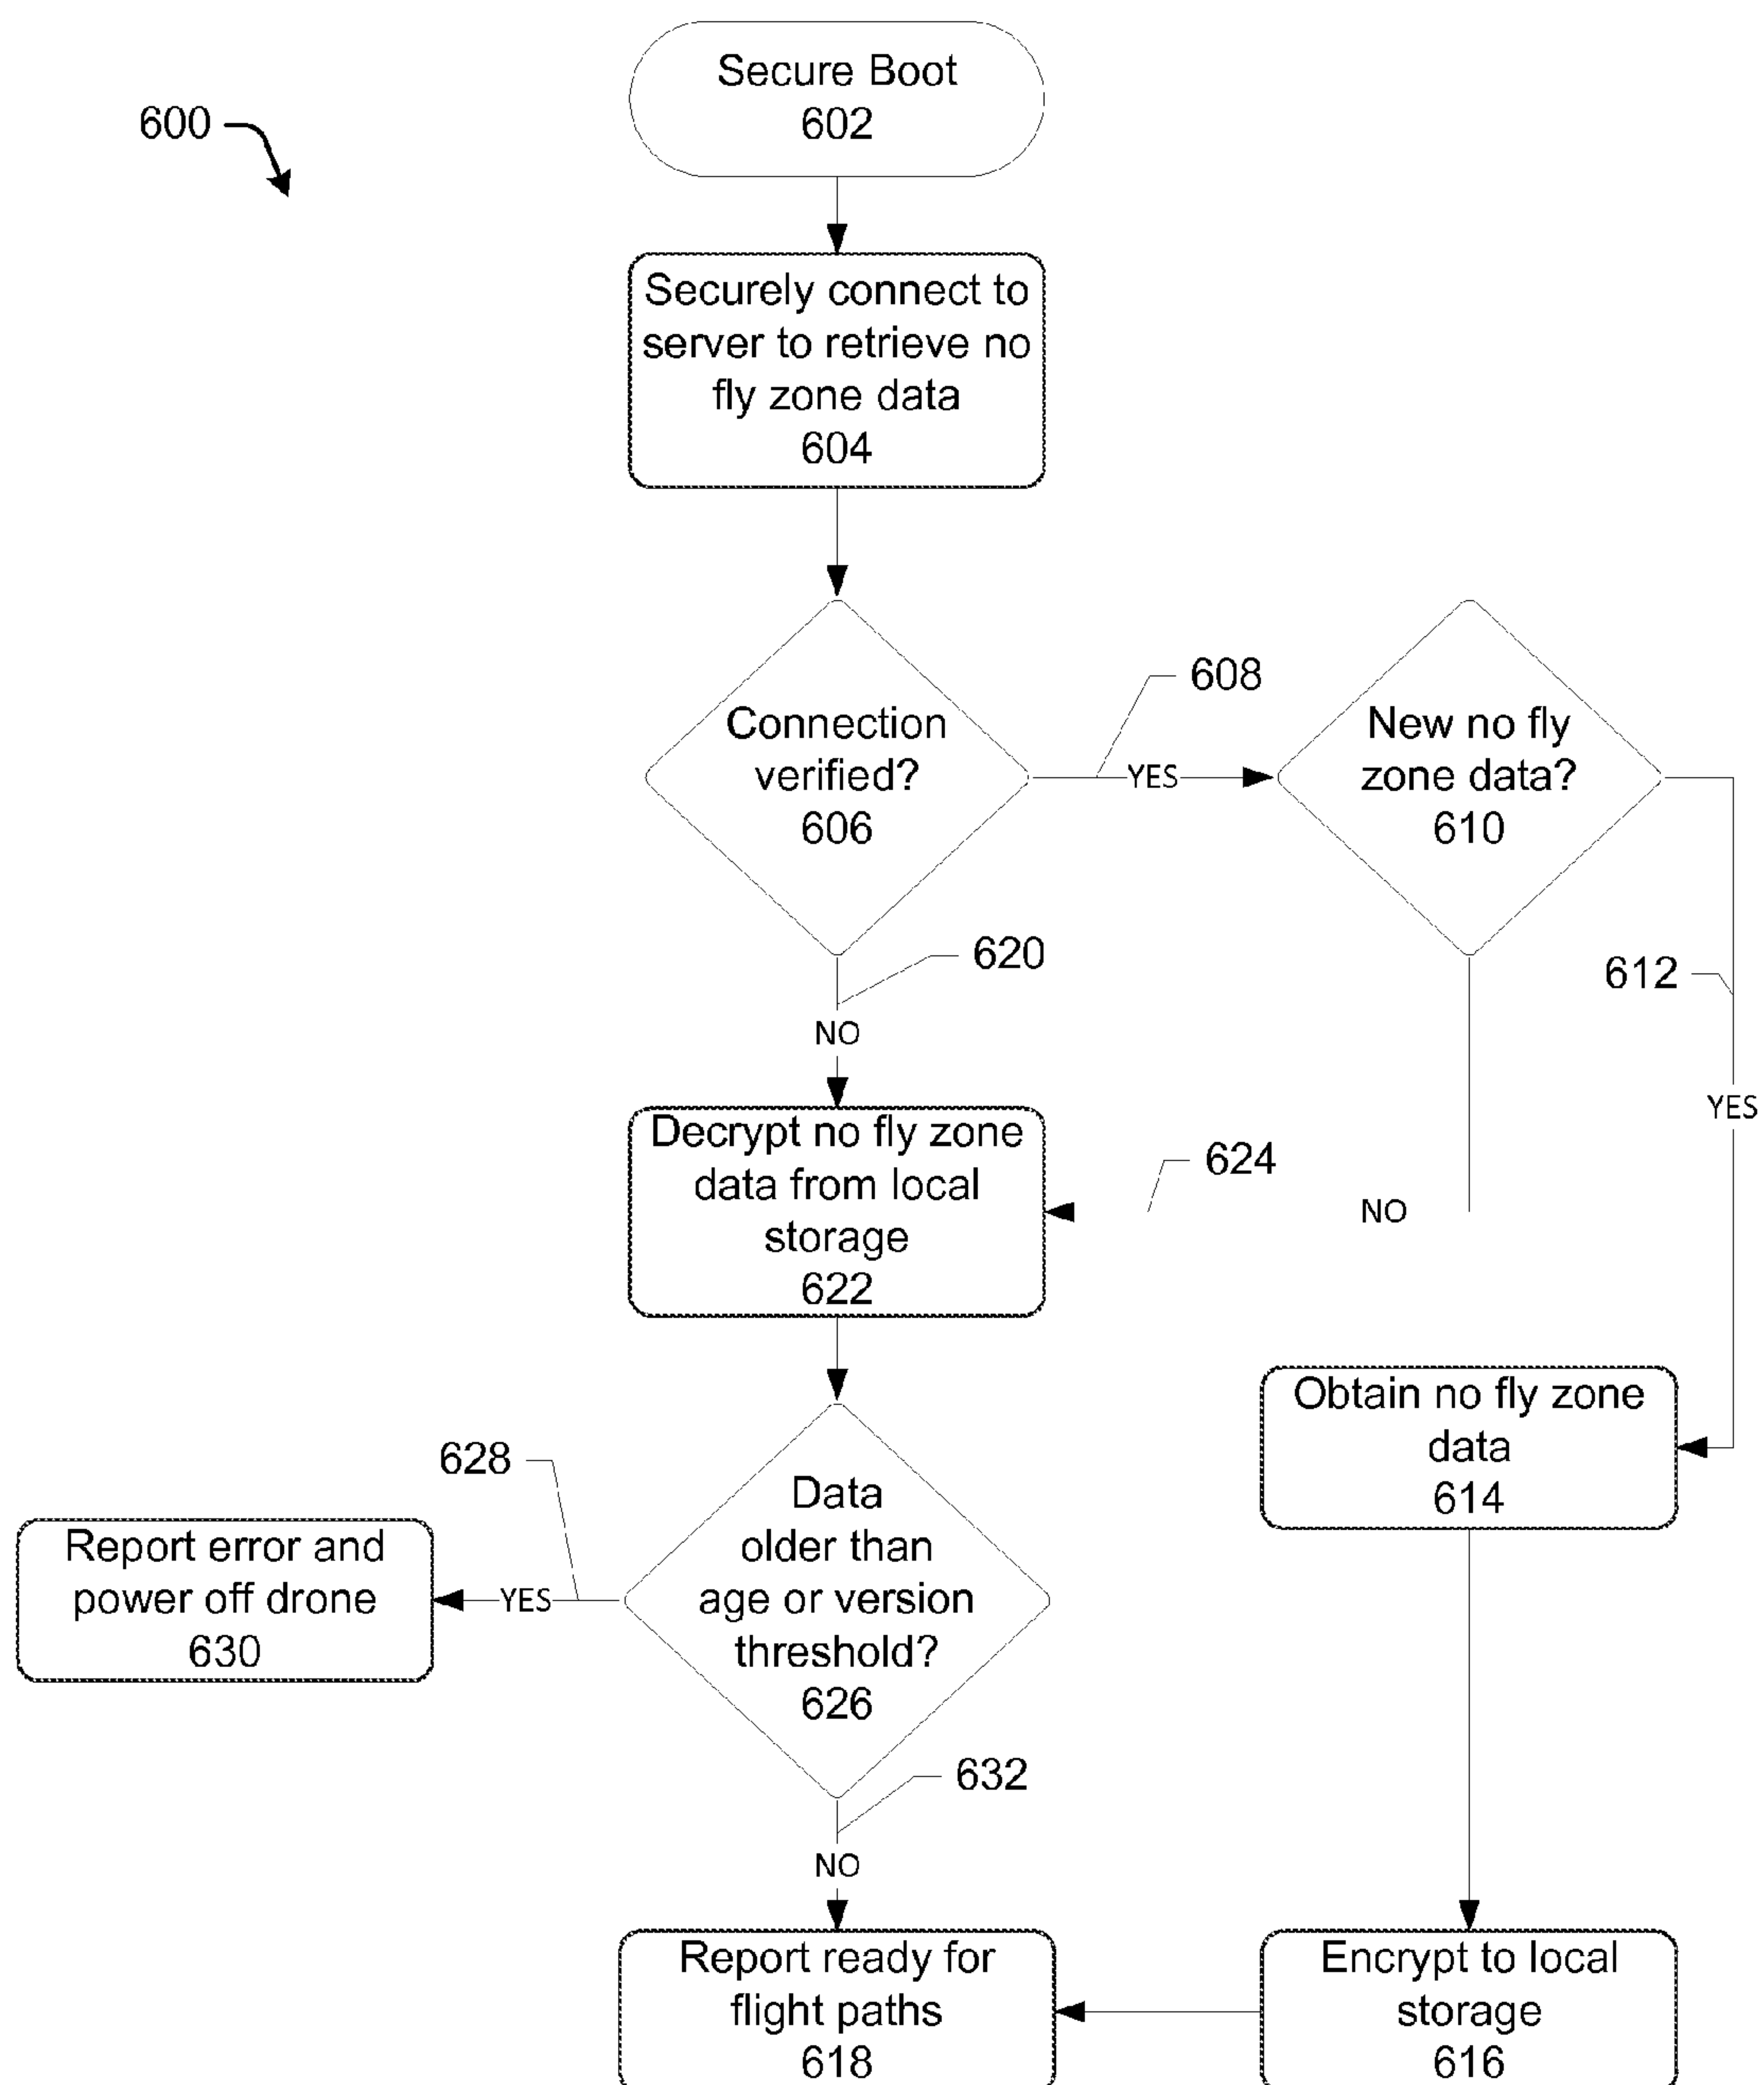 Secure Boot
602
600
Securely connect to
server to retrieve no
fly zone data
604
608
Connection
verified?
606
YES
New no fly
zone data?
610
620
612
NO
YES
Decrypt no fly zone
data from local
storage
622
624
NO
Obtain no fly zone
data
614
628
Data
older than
age or version
threshold?
626
YES
Report error and
power off drone
630
632
NO
Report ready for
flight paths
618
Encrypt to local
storage
616